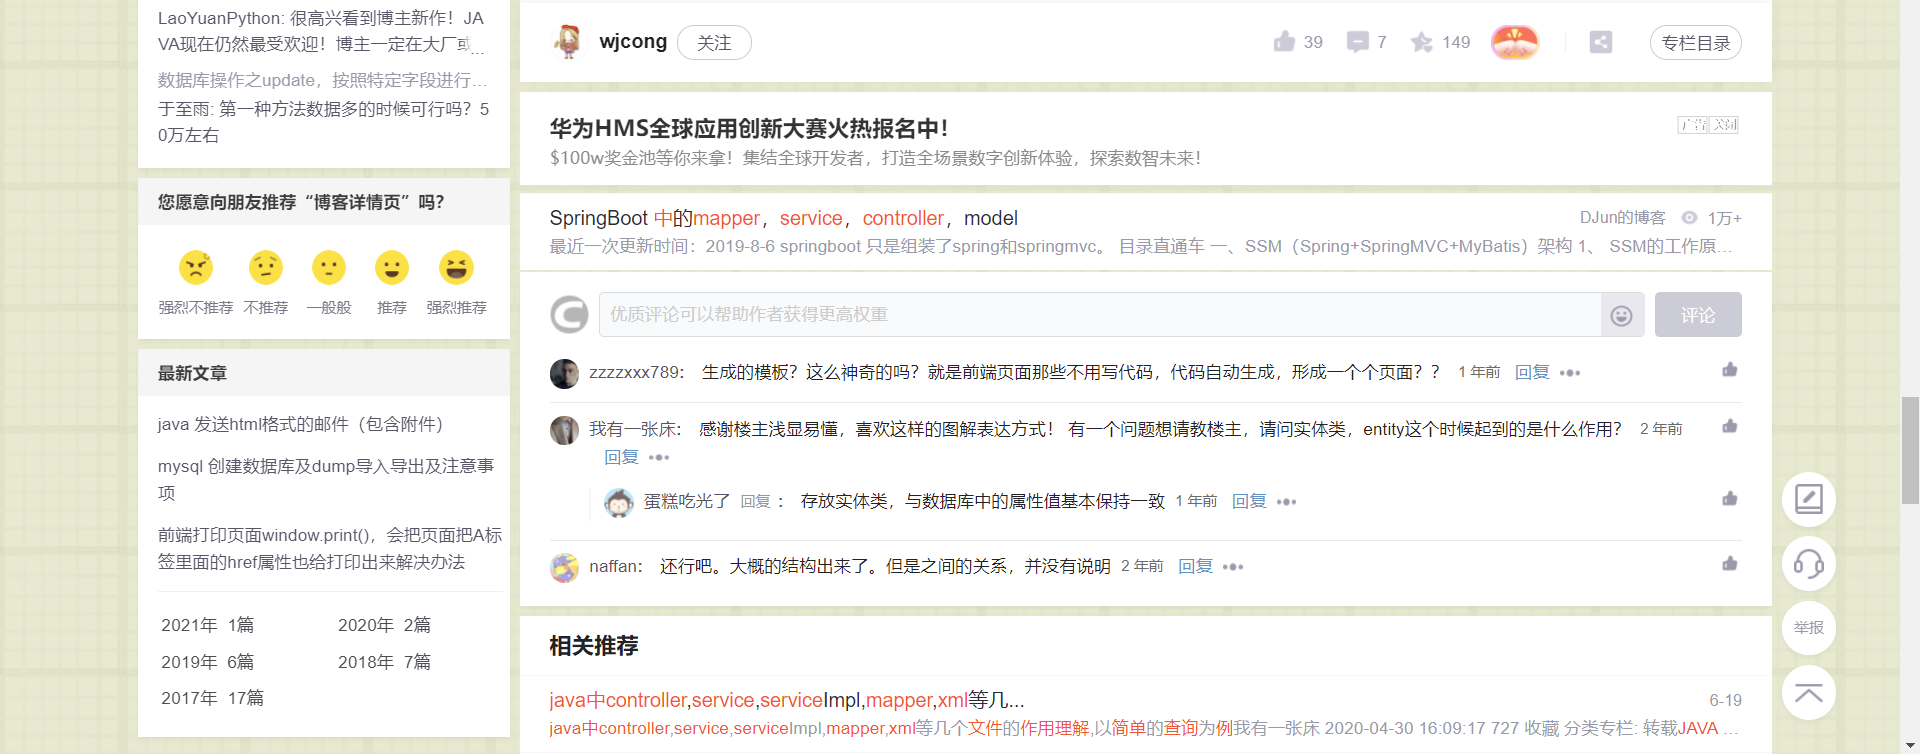 LaoYuanPython: 很高兴看到博主新作！JA
VA现在仍然最受欢迎！博主一定在大厂或...
数据库操作之update，按照特定字段进行...
于至雨: 第一种方法数据多的时候可行吗？5
0万左右
您愿意向朋友推荐“博客详情页”吗？
强烈不推荐 不推荐 一般般 推荐 强烈推荐
最新文章
java 发送html格式的邮件（包含附件）
mysql 创建数据库及dump导入导出及注意事
项
前端打印页面window.print()，会把页面把A标
签里面的href属性也给打印出来解决办法
2021年 1篇 2020年 2篇
2019年 6篇 2018年 7篇
2017年 17篇
wjcong 关注 39 7 149 专栏目录
华为HMS全球应用创新大赛火热报名中！ 广告 关闭
$100w奖金池等你来拿！集结全球开发者，打造全场景数字创新体验，探索数智未来！
SpringBoot 中的mapper，service，controller，model DJun的博客 1万+
最近一次更新时间：2019-8-6 springboot 只是组装了spring和springmvc。 目录直通车 一、SSM（Spring+SpringMVC+MyBatis）架构 1、 SSM的工作原...
优质评论可以帮助作者获得更高权重 评论
zzzzxxx789： 生成的模板？这么神奇的吗？就是前端页面那些不用写代码，代码自动生成，形成一个个页面？？ 1 年前 回复 •••
我有一张床： 感谢楼主浅显易懂，喜欢这样的图解表达方式！ 有一个问题想请教楼主，请问实体类，entity这个时候起到的是什么作用？ 2 年前
回复 •••
蛋糕吃光了 回复： 存放实体类，与数据库中的属性值基本保持一致 1 年前 回复 •••
naffan： 还行吧。大概的结构出来了。但是之间的关系，并没有说明 2 年前 回复 •••
相关推荐
java中controller,service,serviceImpl,mapper,xml等几... 6-19
java中controller,service,serviceImpl,mapper,xml等几个文件的作用理解,以简单的查询为例我有一张床 2020-04-30 16:09:17 727 收藏 分类专栏: 转载JAVA ...
举报